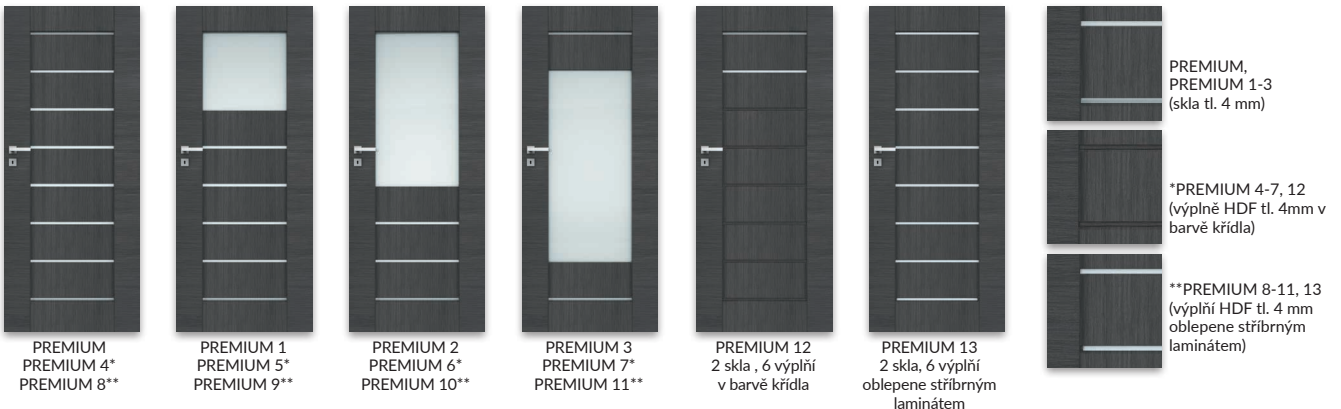 PREMIUM
PREMIUM 4*
PREMIUM 8**
PREMIUM 1
PREMIUM 5*
PREMIUM 9**
PREMIUM 2
PREMIUM 6*
PREMIUM 10**
PREMIUM 3
PREMIUM 7*
PREMIUM 11**
PREMIUM 12
2 skla , 6 výplňí
v barvě křídla
PREMIUM 13
2 skla, 6 výplňí
oblepene stříbrným
laminátem
PREMIUM,
PREMIUM 1-3
(skla tl. 4 mm)
*PREMIUM 4-7, 12
(výplně HDF tl. 4mm v
barvě křídla)
**PREMIUM 8-11, 13
(výplňí HDF tl. 4 mm
oblepene stříbrným
laminátem)